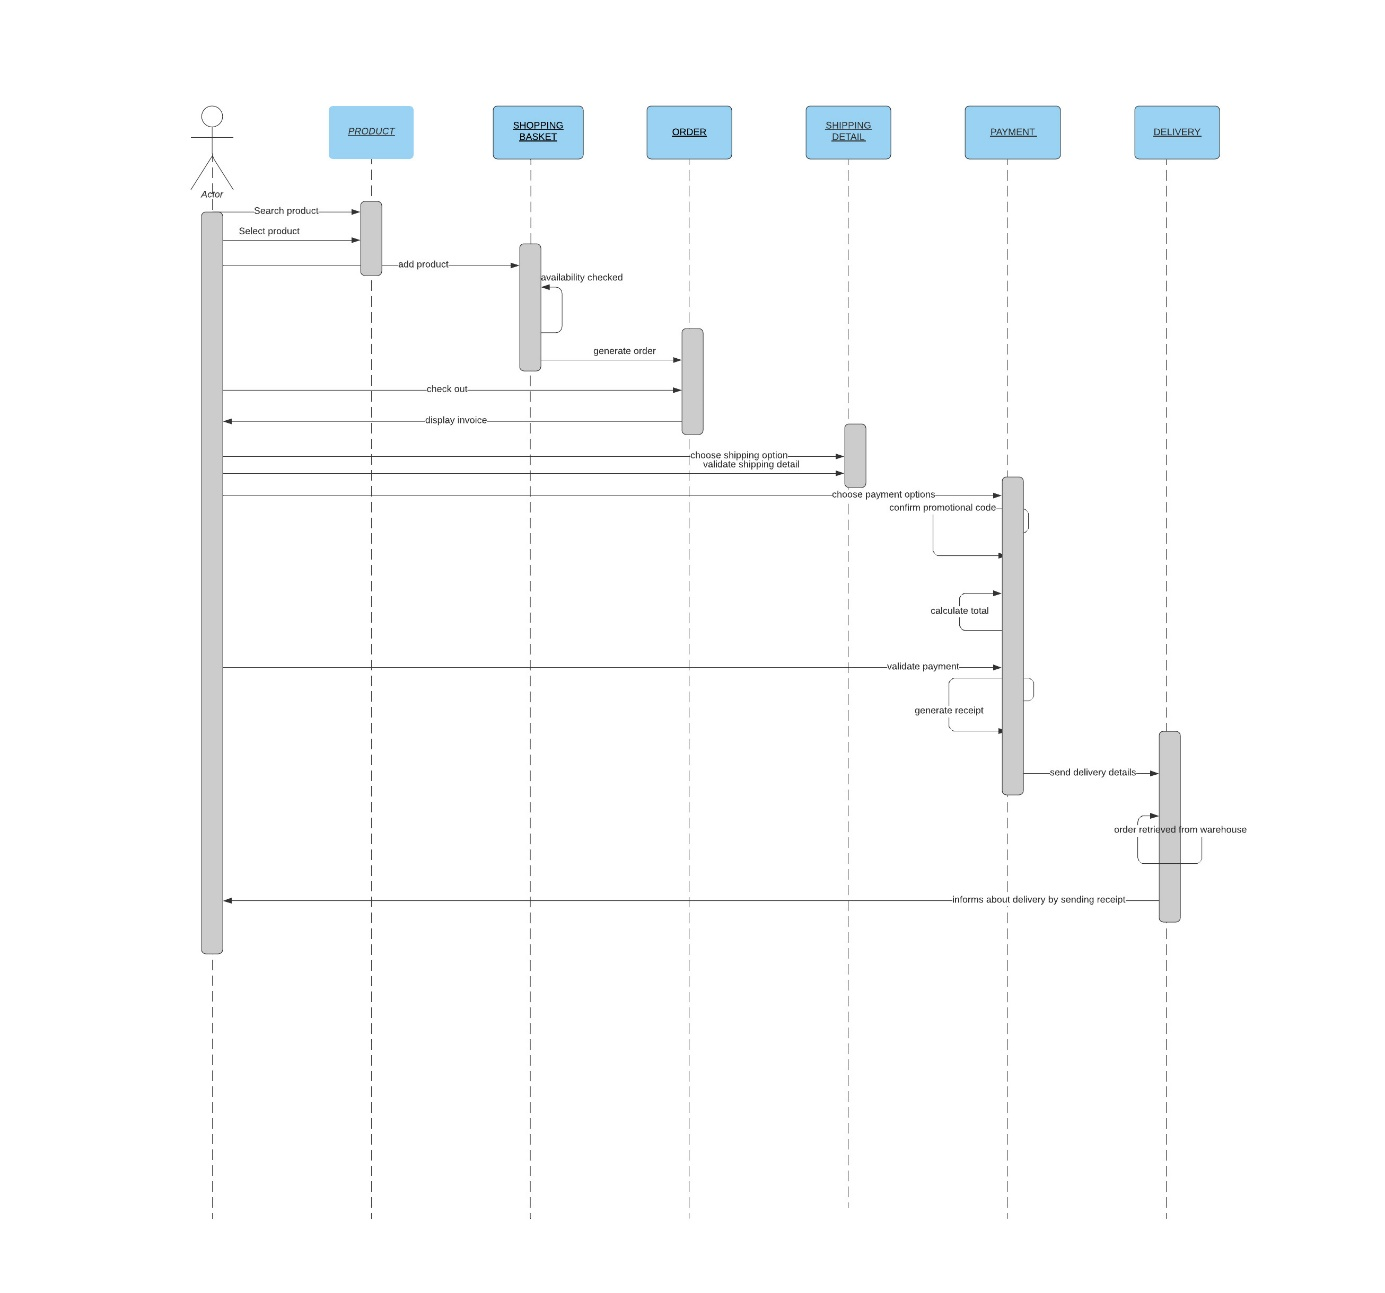 PRODUCT
SHOPPING
BASKET
ORDER
SHIPPING
DETAIL
PAYMENT
DELIVERY
Actor
Search product
Select product
add product
availability checked
generate order
check out
display invoice
choose shipping option
validate shipping detail
choose payment options
confirm promotional code
calculate total
validate payment
generate receipt
send delivery details
order retrieved from warehouse
informs about delivery by sending receipt